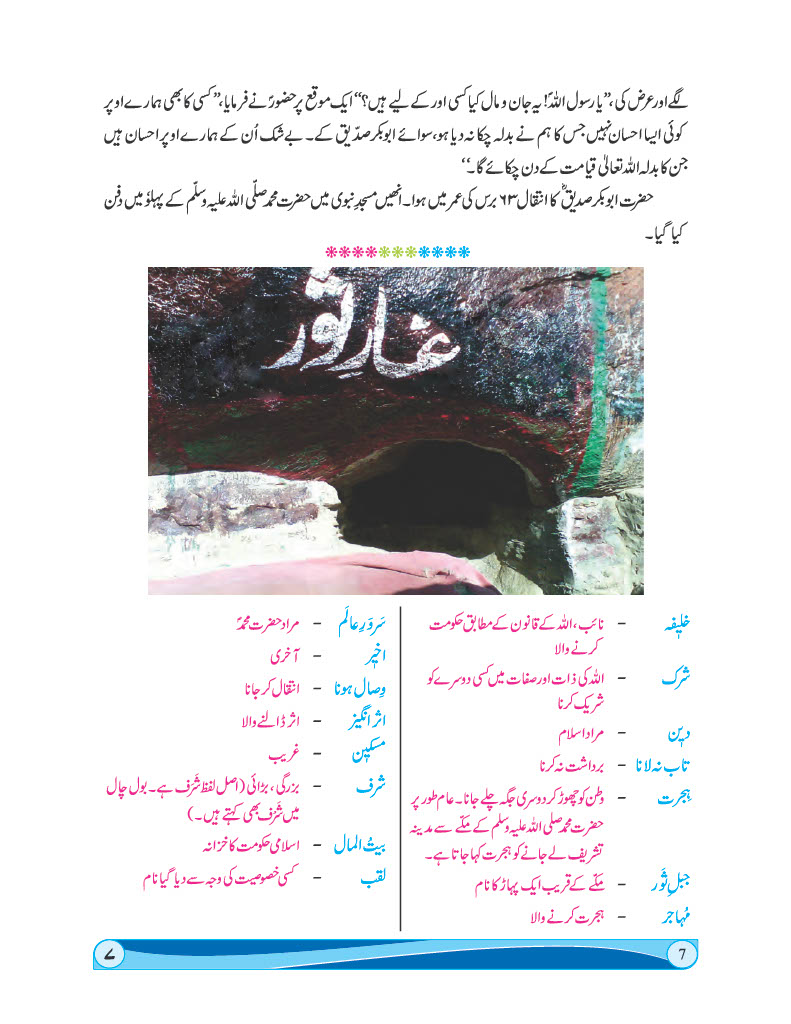 لگے اور عرض کی، ”یا رسول اللہؐ! یہ جان و مال کیا کسی اور کے لیے ہیں؟“ ایک موقع پر حضورؐ نے فرمایا، ”کسی کا بھی ہمارے اوپر
کوئی ایسا احسان نہیں جس کا ہم نے بدلہ چکا نہ دیا ہو، سوائے ابوبکر صدّیق کے۔ بے شک اُن کے ہمارے اوپر احسان ہیں
جن کا بدلہ اللہ تعالیٰ قیامت کے دن چکائے گا۔“
حضرت ابوبکر صدیقؓ کا انتقال ۶۳ برس کی عمر میں ہوا۔ انھیں مسجدِ نبوی میں حضرت محمد صلّی اللہ علیہ وسلّم کے پہلوٗ میں دفن
کیا گیا۔
غارِ ثور
خلیفہ - نائب، اللہ کے قانون کے مطابق حکومت
کرنے والا
شرک - اللہ کی ذات اور صفات میں کسی دوسرے کو
شریک کرنا
دین - مراد اسلام
تاب نہ لانا - برداشت نہ کرنا
ہِجرت - وطن کو چھوڑ کر دوسری جگہ چلے جانا۔ عام طور پر
حضرت محمد صلی اللہ علیہ وسلم کے مکّے سے مدینہ
تشریف لے جانے کو ہجرت کہا جاتا ہے۔
جبلِ ثَور - مکّے کے قریب ایک پہاڑ کا نام
مُہاجر - ہجرت کرنے والا
سَروَرِ عالَم - مراد حضرت محمدؐ
اخیر - آخری
وِصال ہونا - انتقال کر جانا
اثر انگیز - اثر ڈالنے والا
مسکین - غریب
شرف - بزرگی، بڑائی (اصل لفظ شَرَف ہے۔ بول چال
میں شَرْف بھی کہتے ہیں۔)
بیتُ المال - اسلامی حکومت کا خزانہ
لقب - کسی خصوصیت کی وجہ سے دیا گیا نام
7
۷